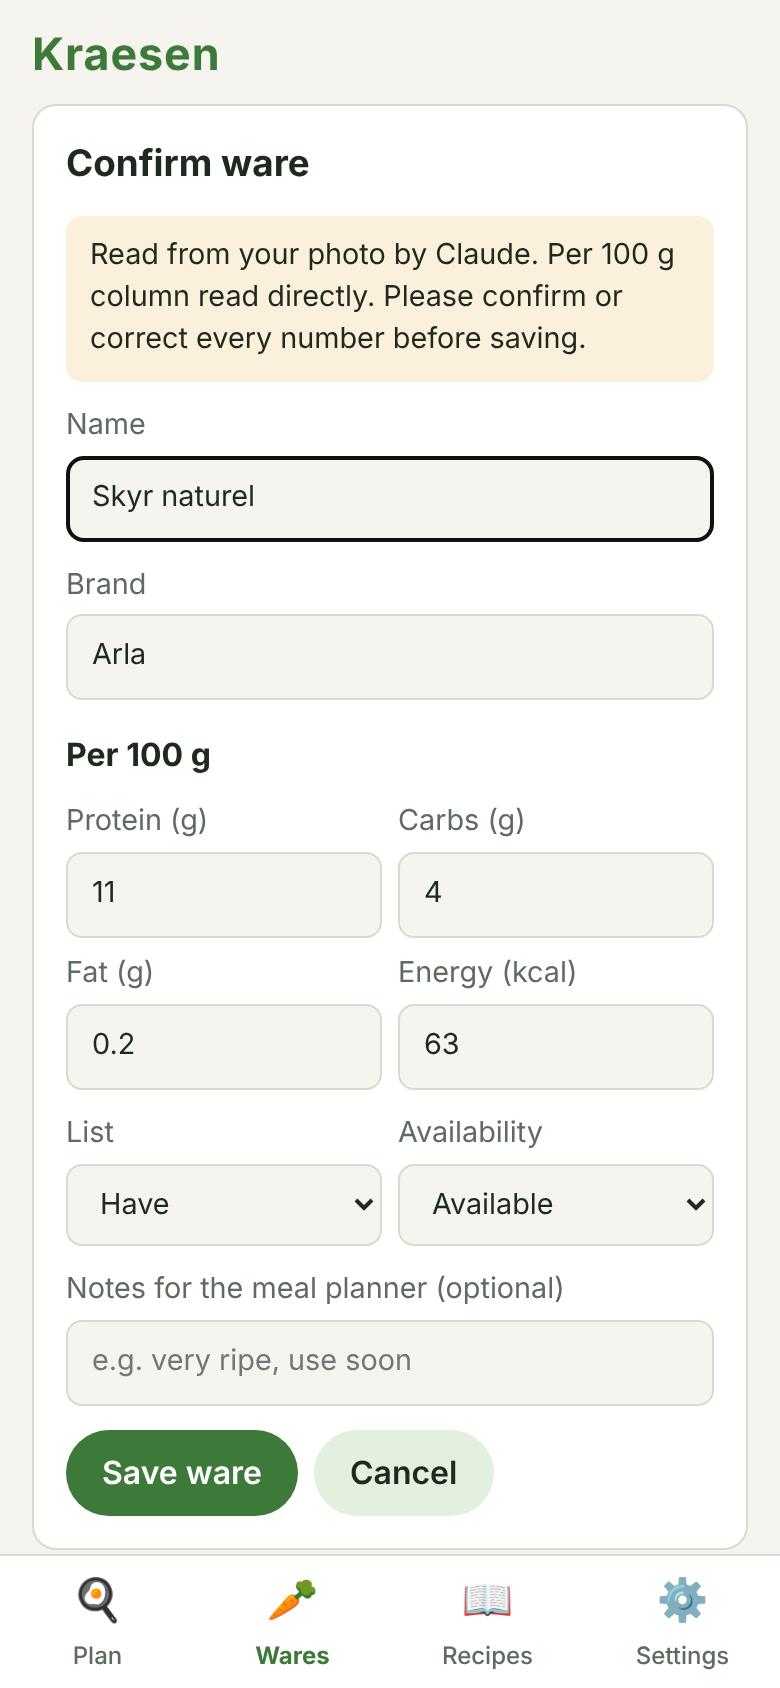 Kraesen
Confirm ware
Read from your photo by Claude. Per 100 g
column read directly. Please confirm or
correct every number before saving.
Name
Skyr naturel
Brand
Arla
Per 100 g
Protein (g)
Carbs (g)
11
4
Fat (g)
Energy (kcal)
0.2
63
List
Availability
Have
Available
Notes for the meal planner (optional)
e.g. very ripe, use soon
Save ware
Cancel
Plan
Wares
Recipes
Settings